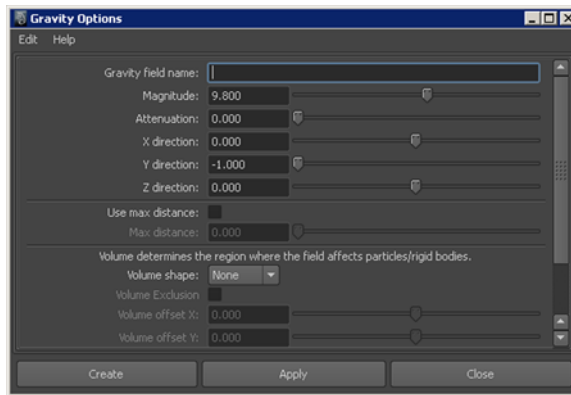 Gravity Options
Edit Help
Gravity field name:
Magnitude: 9.800
Attenuation: 0.000
X direction: 0.000
Y direction: -1.000
Z direction: 0.000
Use max distance:
Max distance: 0.000
Volume determines the region where the field affects particles/rigid bodies.
Volume shape: None
Volume Exclusion
Volume offset X: 0.000
Volume offset Y: 0.000
Create Apply Close